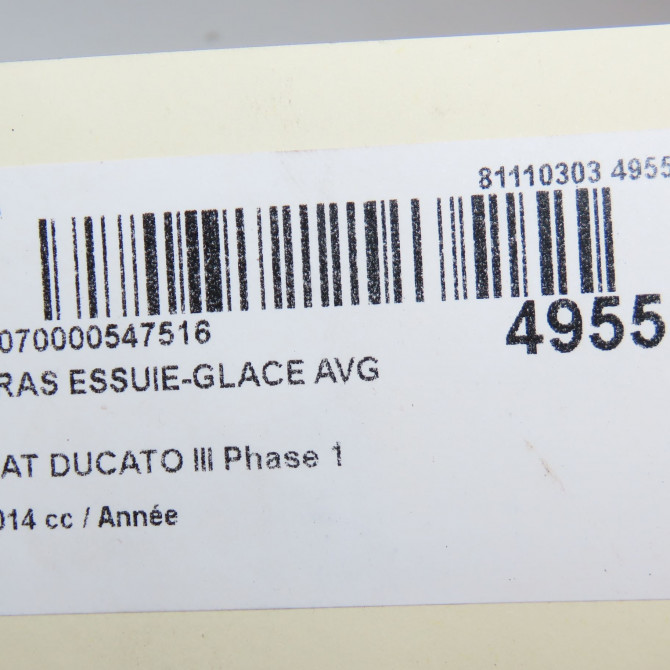 81110303 4955
070000547516
4955
RAS ESSUIE-GLACE AVG
AT DUCATO III Phase 1
014 cc / Année